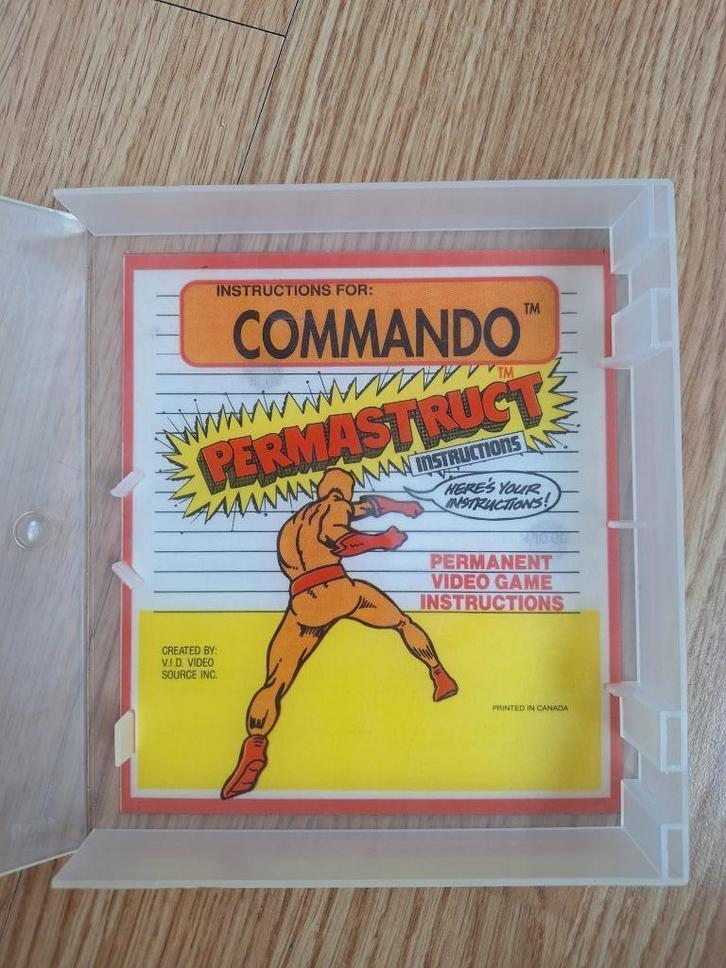 INSTRUCTIONS FOR:
COMMANDO™
PERMASTRUCT™
INSTRUCTIONS
HERE'S YOUR
INSTRUCTIONS!
PERMANENT
VIDEO GAME
INSTRUCTIONS
CREATED BY:
V.I.D. VIDEO
SOURCE INC.
PRINTED IN CANADA